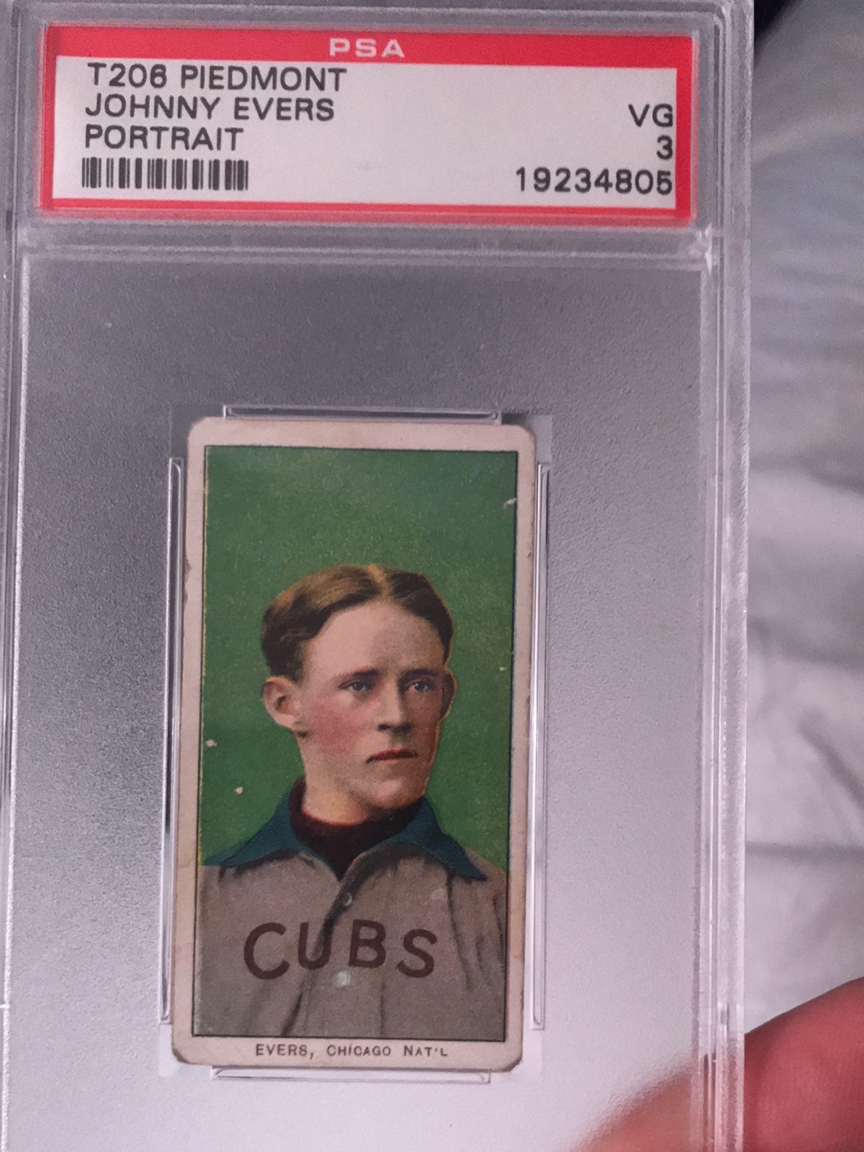 PSA
T206 PIEDMONT
JOHNNY EVERS
PORTRAIT
VG
3
19234805
CUBS
EVERS, CHICAGO NAT'L